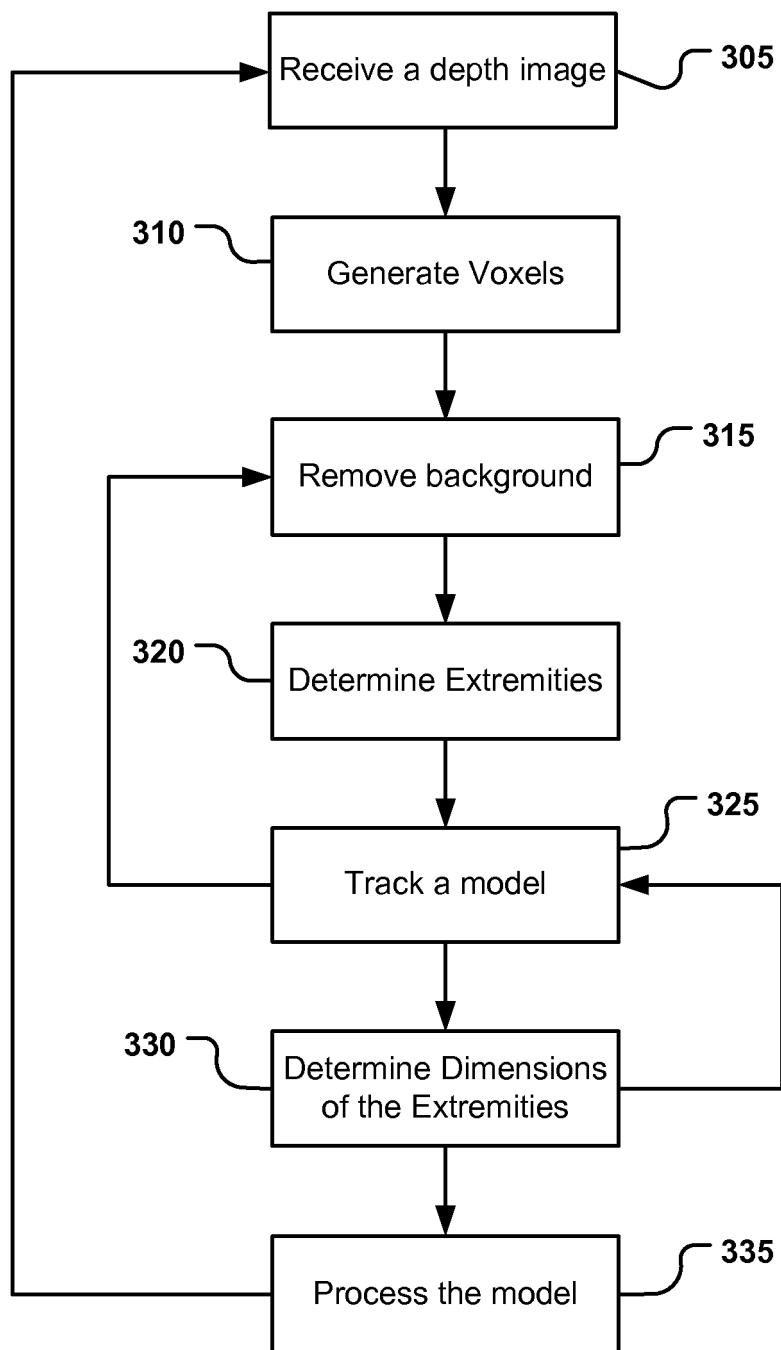 Receive a depth image
305
310
Generate Voxels
315
Remove background
320
Determine Extremities
325
Track a model
330
Determine Dimensions
of the Extremities
335
Process the model